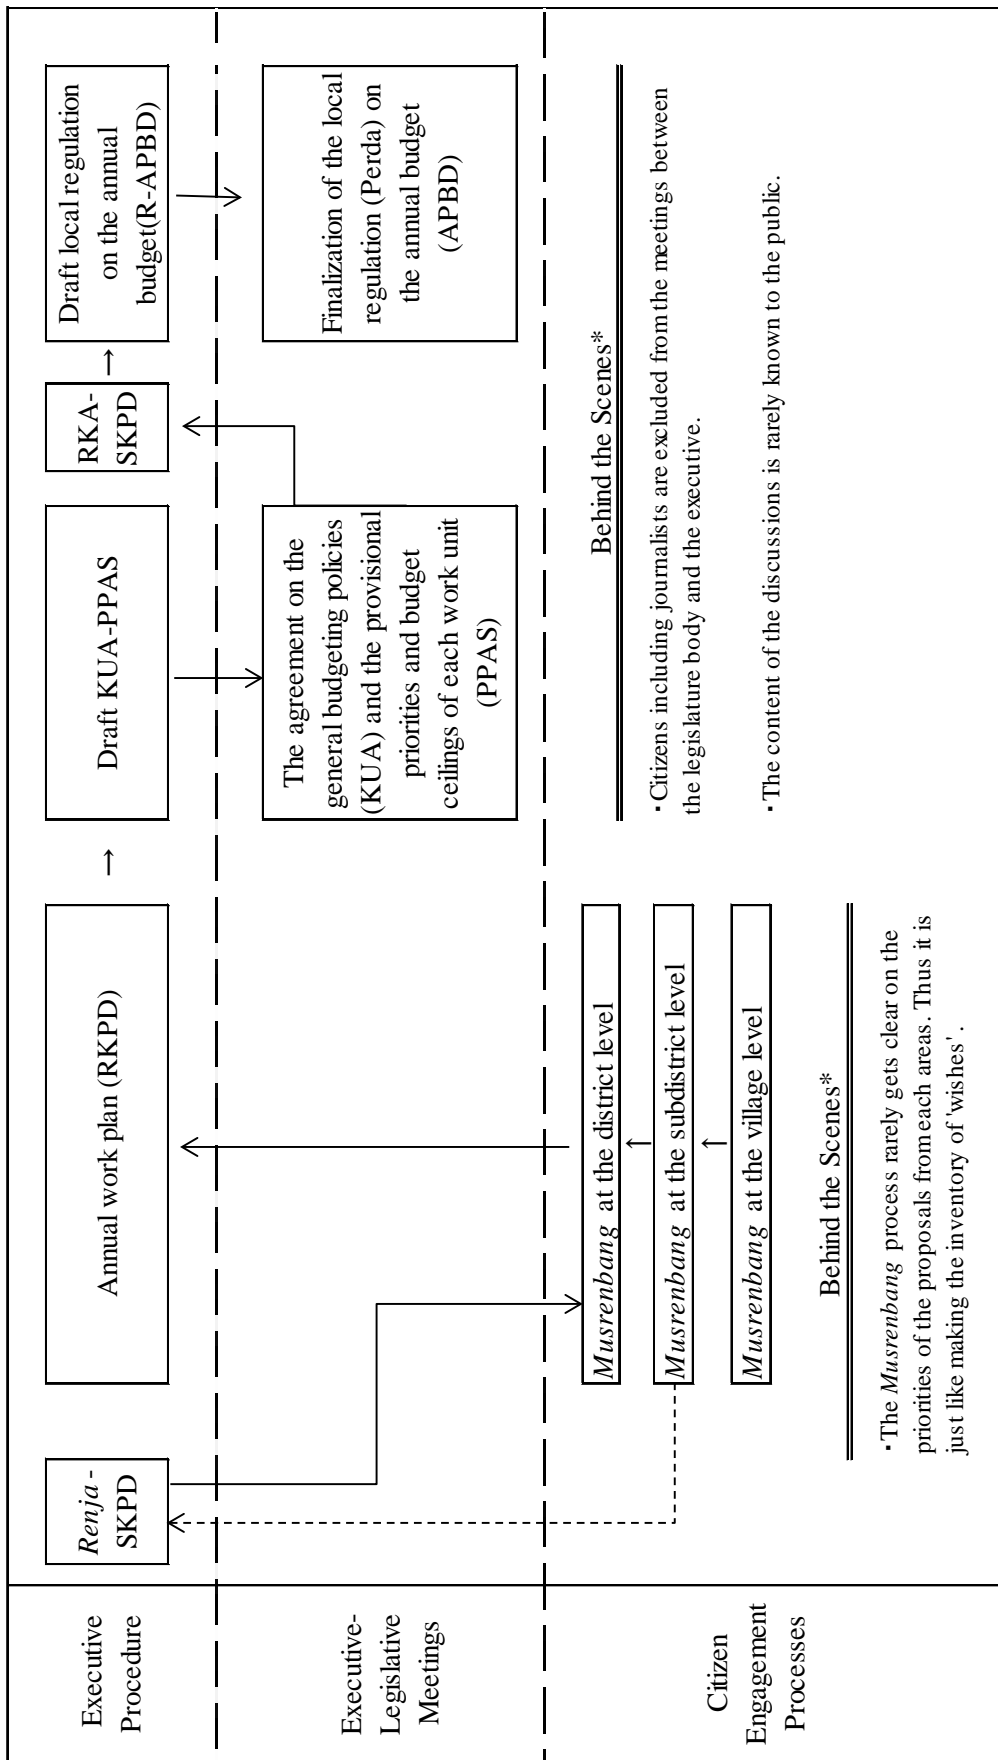 Executive
Procedure
Renja -
SKPD
Annual work plan (RKPD)
→
Draft KUA-PPAS
RKA-
SKPD
→
Draft local regulation
on the annual
budget(R-APBD)
Executive-
Legislative
Meetings
The agreement on the
general budgeting policies
(KUA) and the provisional
priorities and budget
ceilings of each work unit
(PPAS)
Finalization of the local
regulation (Perda) on
the annual budget
(APBD)
Citizen
Engagement
Processes
Musrenbang at the district level
↑
Musrenbang at the subdistrict level
↑
Musrenbang at the village level
Behind the Scenes*
・The Musrenbang process rarely gets clear on the
priorities of the proposals from each areas. Thus it is
just like making the inventory of 'wishes' .
Behind the Scenes*
・Citizens including journalists are excluded from the meetings between
the legislature body and the executive.
・The content of the discussions is rarely known to the public.